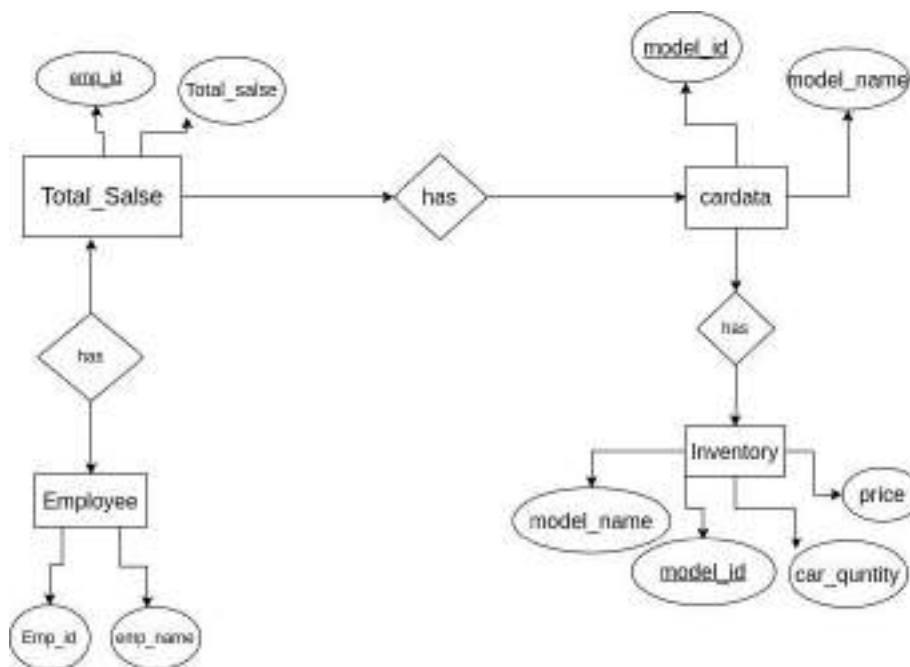 model_id
emp_id
Total_salse
model_name
Total_Salse
has
cardata
has
has
Inventory
Employee
price
model_name
model_id
car_quntity
Emp_id
emp_name